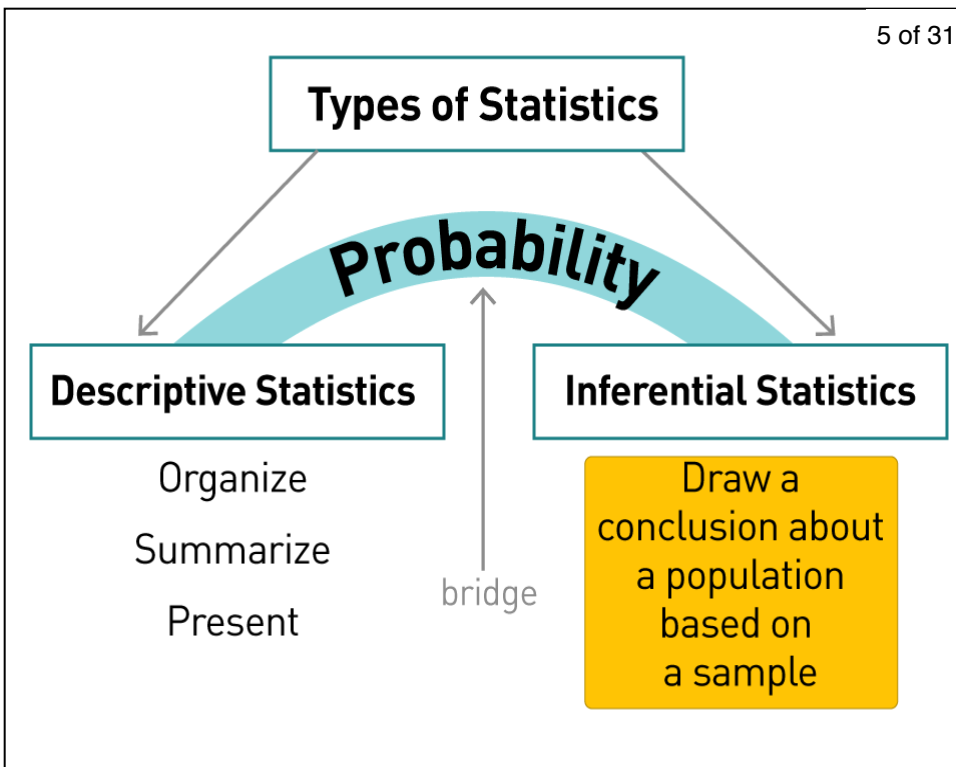 5 of 31
Types of Statistics
Probability
Descriptive Statistics
Organize
Summarize
Present
bridge
Inferential Statistics
Draw a
conclusion about
a population
based on
a sample